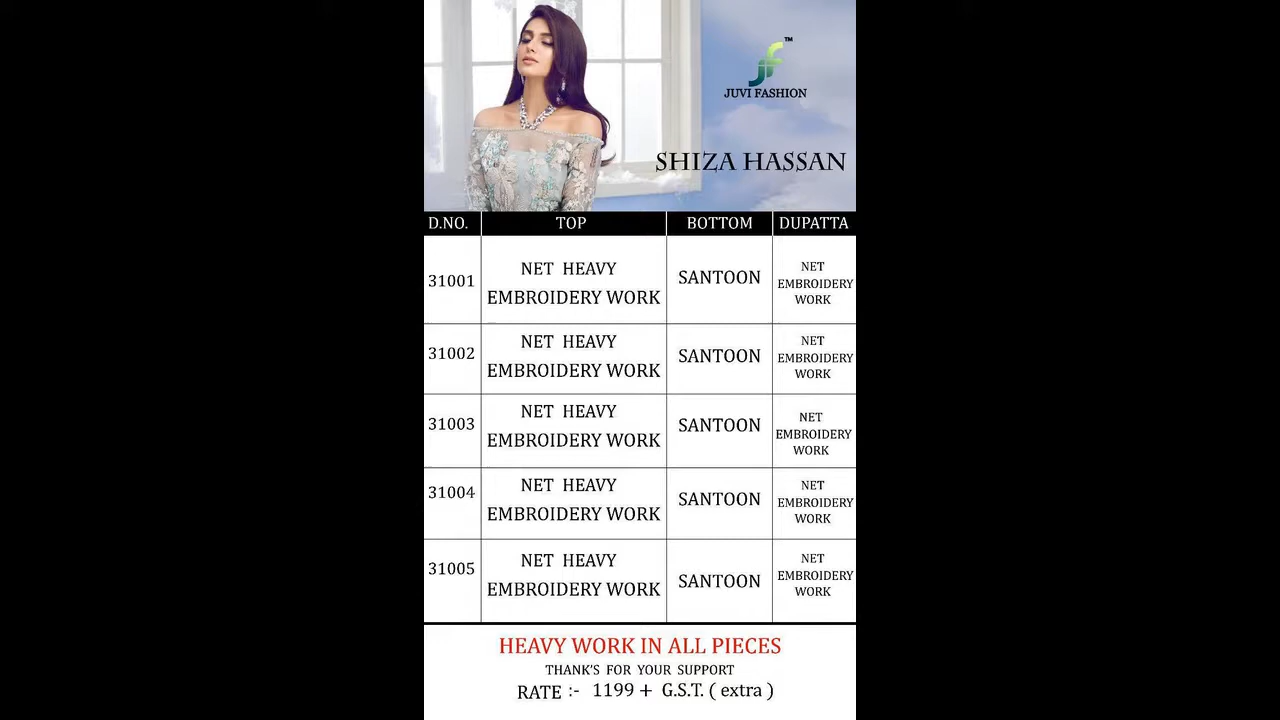 TM
JUVI FASHION
SHIZA HASSAN
D.NO. TOP BOTTOM DUPATTA
31001 NET HEAVY EMBROIDERY WORK SANTOON NET EMBROIDERY WORK
31002 NET HEAVY EMBROIDERY WORK SANTOON NET EMBROIDERY WORK
31003 NET HEAVY EMBROIDERY WORK SANTOON NET EMBROIDERY WORK
31004 NET HEAVY EMBROIDERY WORK SANTOON NET EMBROIDERY WORK
31005 NET HEAVY EMBROIDERY WORK SANTOON NET EMBROIDERY WORK
HEAVY WORK IN ALL PIECES
THANK'S FOR YOUR SUPPORT
RATE :- 1199 + G.S.T. ( extra )